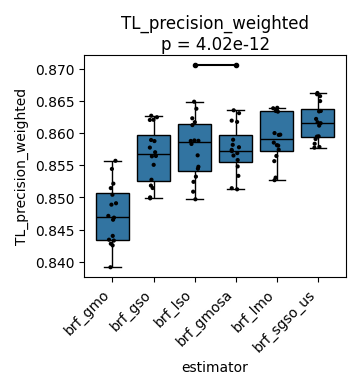 TL_precision_weighted
p = 4.02e-12
TL_precision_weighted
0.870
0.865
0.860
0.855
0.850
0.845
0.840
brf_gmo
brf_gso
brf_lso
brf_gmosa
brf_lmo
brf_sgso_us
estimator